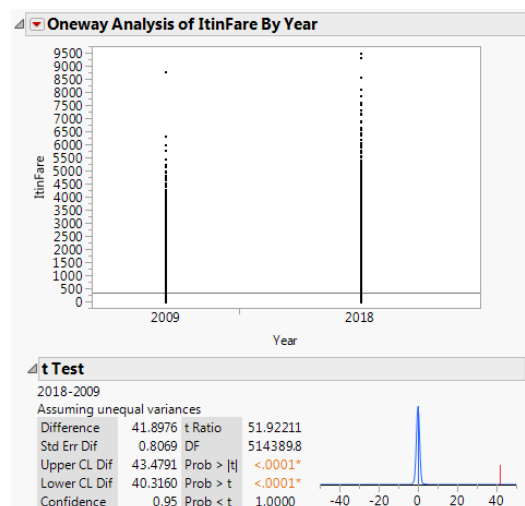 Oneway Analysis of ItinFare By Year
9500
9000
8500
8000
7500
7000
6500
6000
5500
5000
4500
4000
3500
3000
2500
2000
1500
1000
500
0
ItinFare
2009 2018
Year
t Test
2018-2009
Assuming unequal variances
Difference 41.8976 t Ratio 51.92211
Std Err Dif 0.8069 DF 514389.8
Upper CL Dif 43.4791 Prob > |t| <.0001*
Lower CL Dif 40.3160 Prob > t <.0001*
Confidence 0.95 Prob < t 1.0000
-40 -20 0 20 40